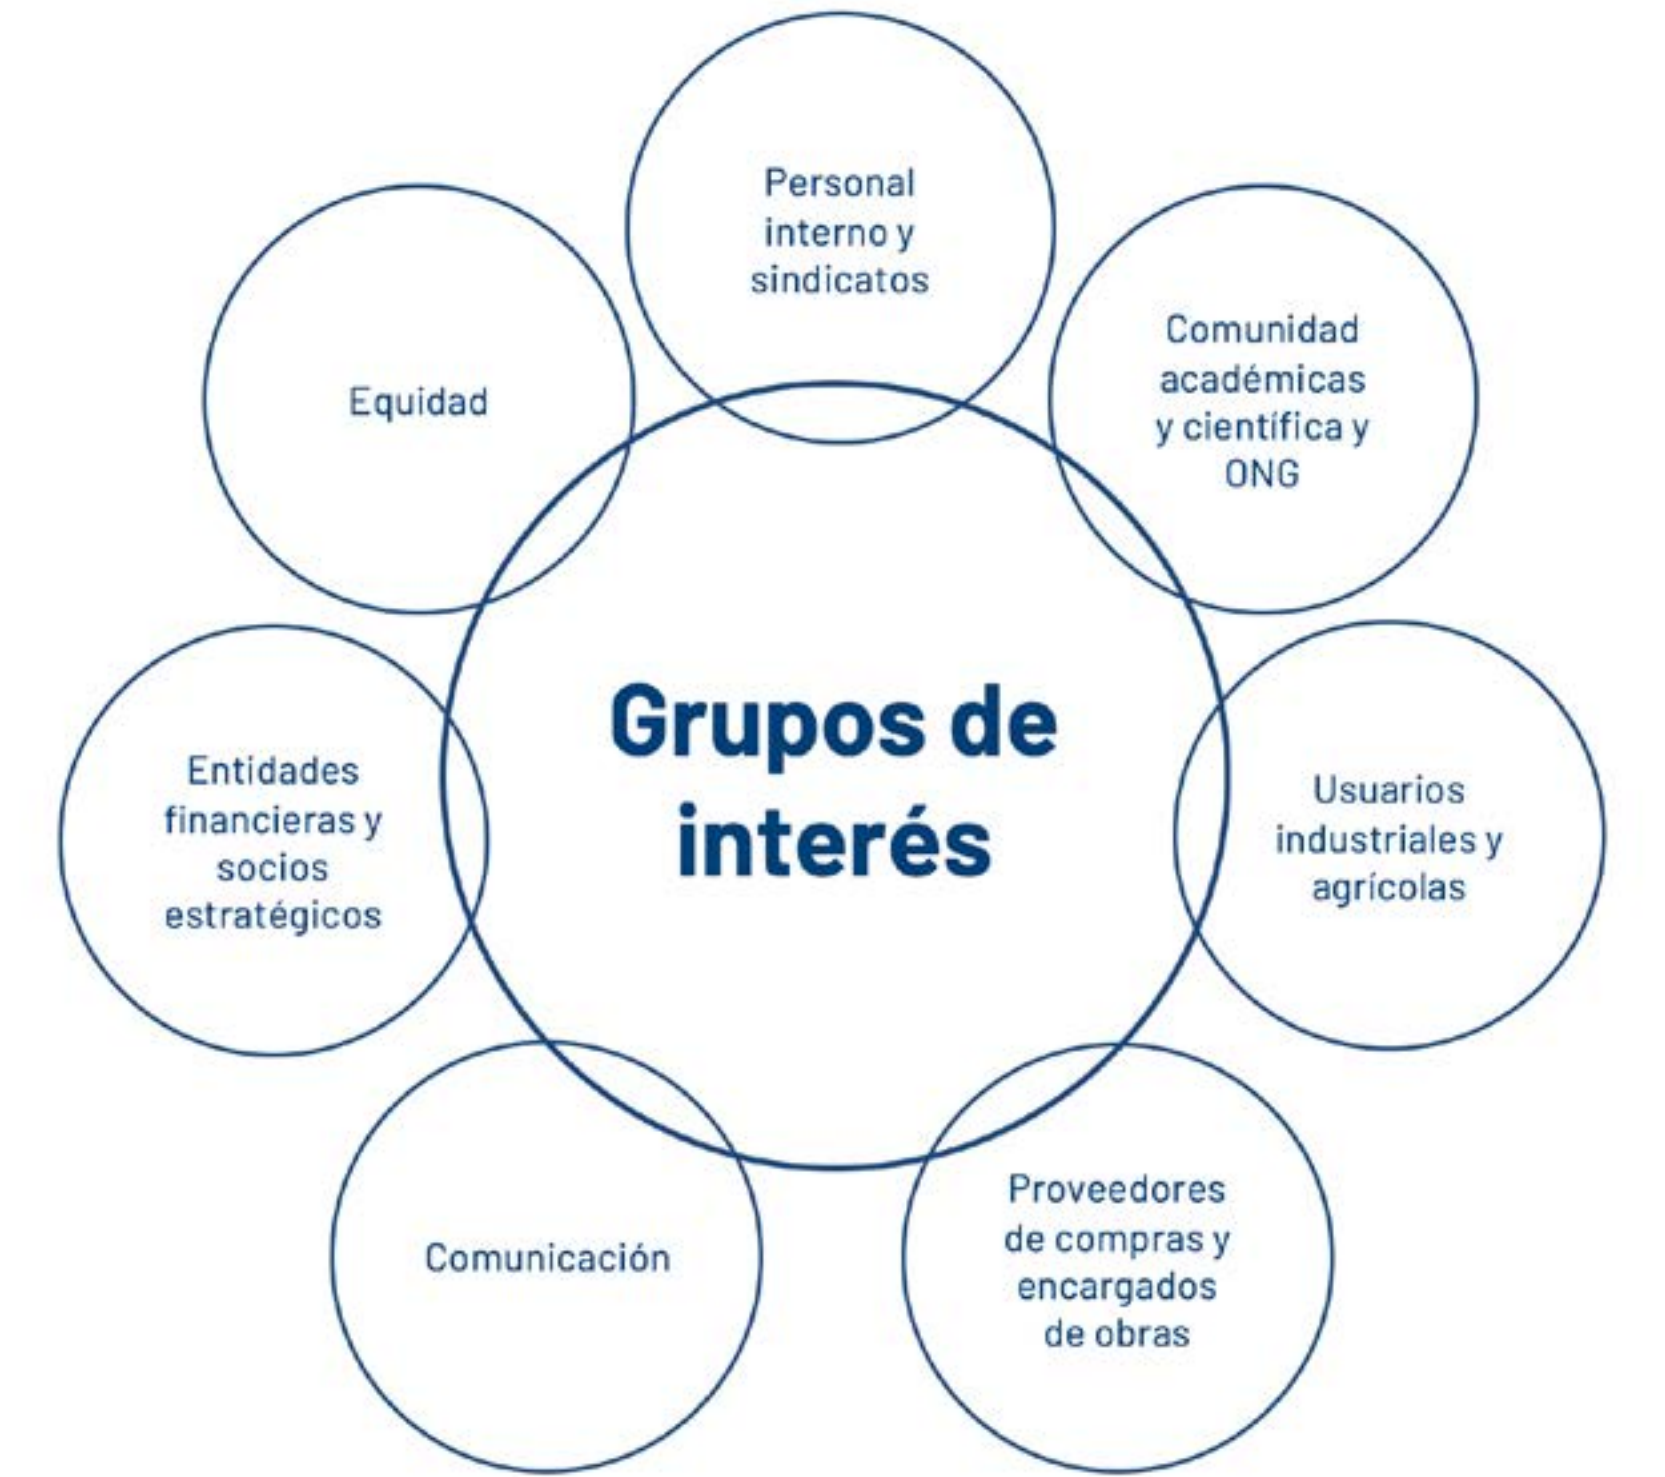 Personal
interno y
sindicatos
Comunidad
académicas
y científica y
ONG
Equidad
Grupos de
interés
Entidades
financieras y
socios
estratégicos
Usuarios
industriales y
agrícolas
Comunicación
Proveedores
de compras y
encargados
de obras